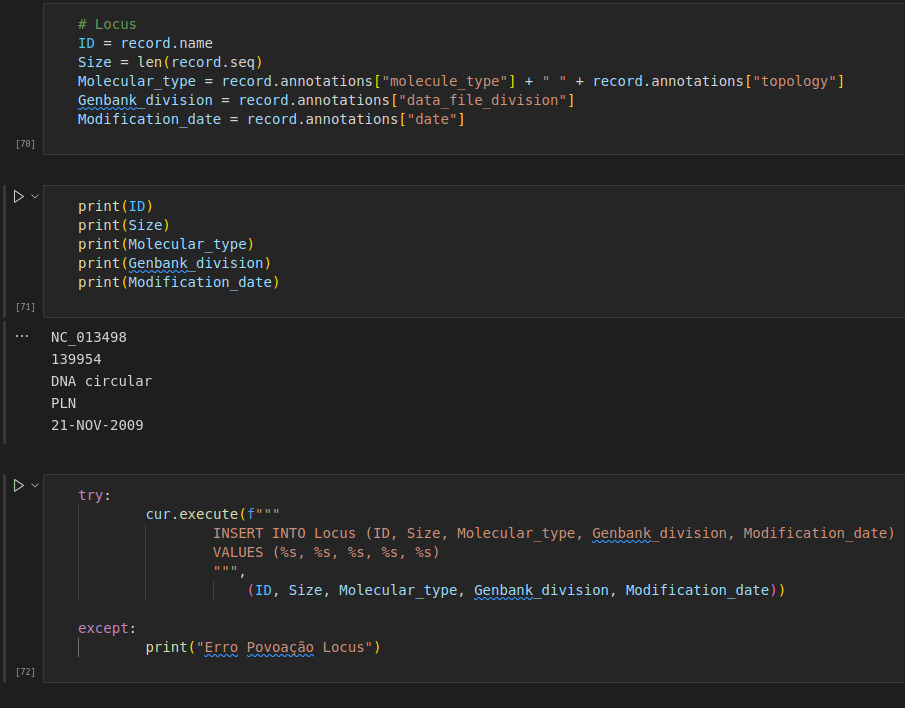 # Locus
ID = record.name
Size = len(record.seq)
Molecular_type = record.annotations["molecule_type"] + " " + record.annotations["topology"]
Genbank_division = record.annotations["data_file_division"]
Modification_date = record.annotations["date"]
[70]
print(ID)
print(Size)
print(Molecular_type)
print(Genbank_division)
print(Modification_date)
[71]
... NC_013498
139954
DNA circular
PLN
21-NOV-2009
try:
cur.execute(f"""
INSERT INTO Locus (ID, Size, Molecular_type, Genbank_division, Modification_date)
VALUES (%s, %s, %s, %s, %s)
""",
(ID, Size, Molecular_type, Genbank_division, Modification_date))
except:
print("Erro Povoação Locus")
[72]